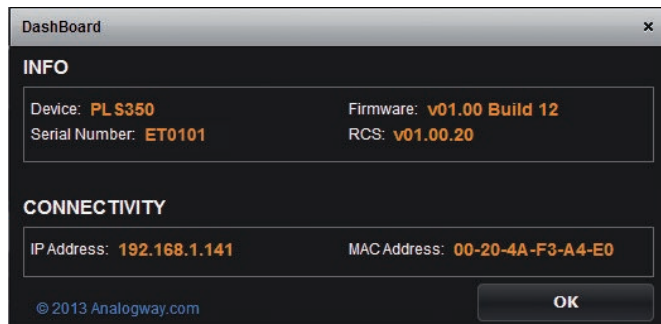 DashBoard ×
INFO
Device: PLS350 Firmware: v01.00 Build 12
Serial Number: ET0101 RCS: v01.00.20
CONNECTIVITY
IP Address: 192.168.1.141 MAC Address: 00-20-4A-F3-A4-E0
© 2013 Analogway.com OK